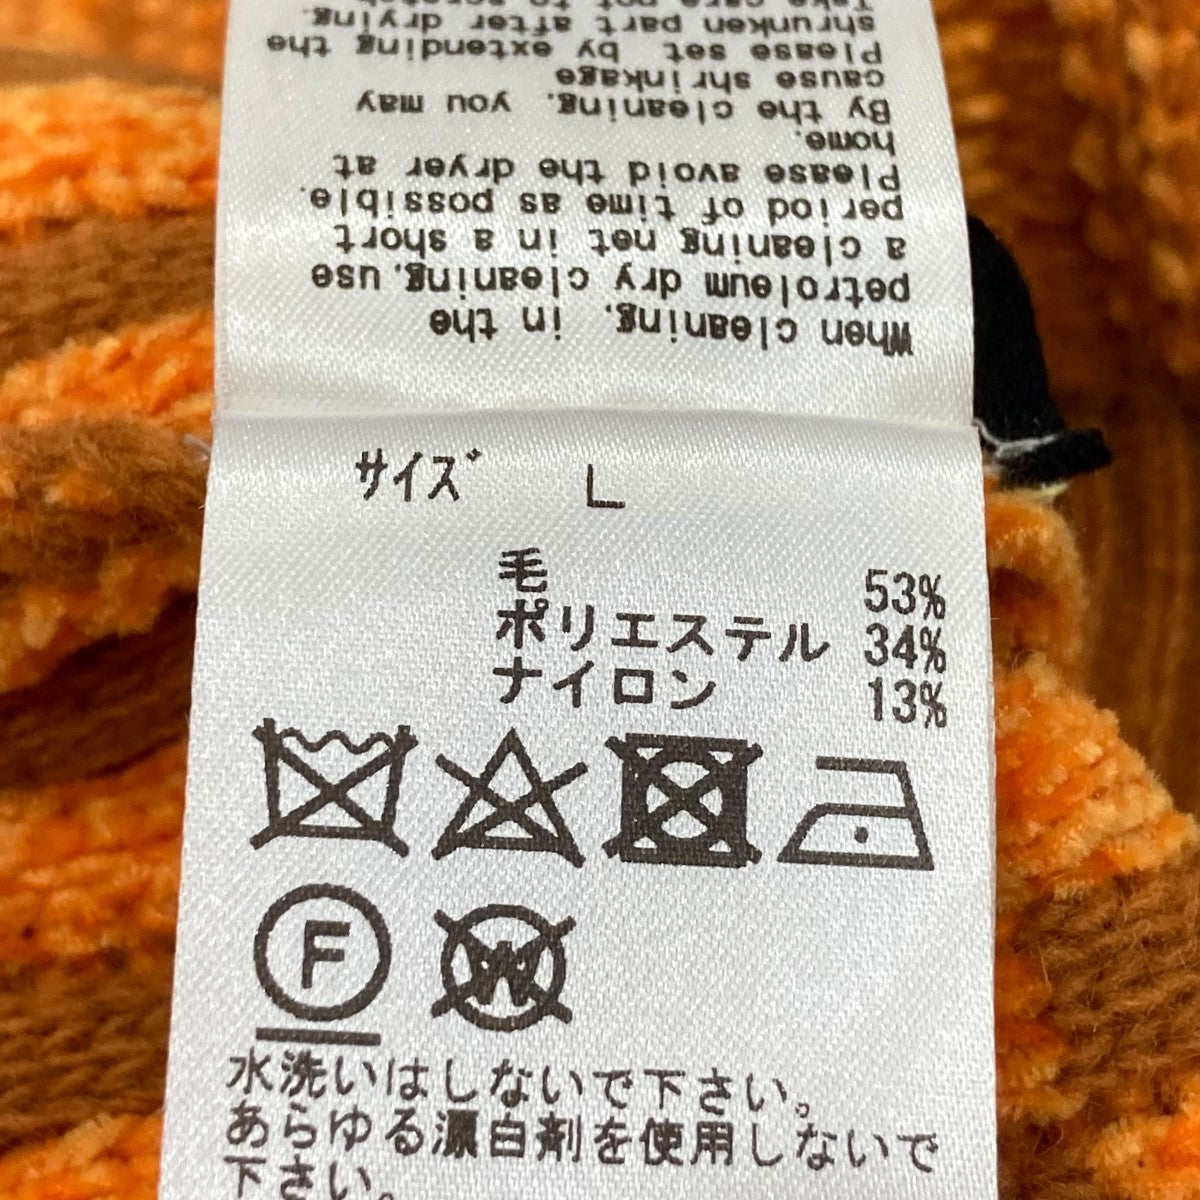 When cleaning. in the
petroleum dry cleaning. use
a cleaning net in a short
period of time as possible.
Please avoid the dryer at
home.
By the cleaning. you may
cause shrinkage
Please set by extending the
shrunken part after drying.
Take care not to scratch
サイズ L
毛 53%
ポリエステル 34%
ナイロン 13%
F W
水洗いはしないで下さい。
あらゆる漂白剤を使用しないで
下さい。